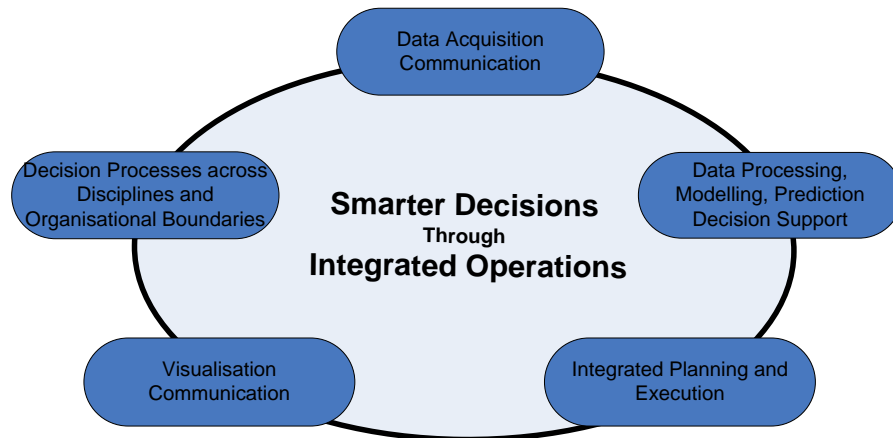 Data Acquisition
Communication
Decision Processes across
Disciplines and
Organisational Boundaries
Data Processing,
Modelling, Prediction
Decision Support
Smarter Decisions
Through
Integrated Operations
Visualisation
Communication
Integrated Planning and
Execution